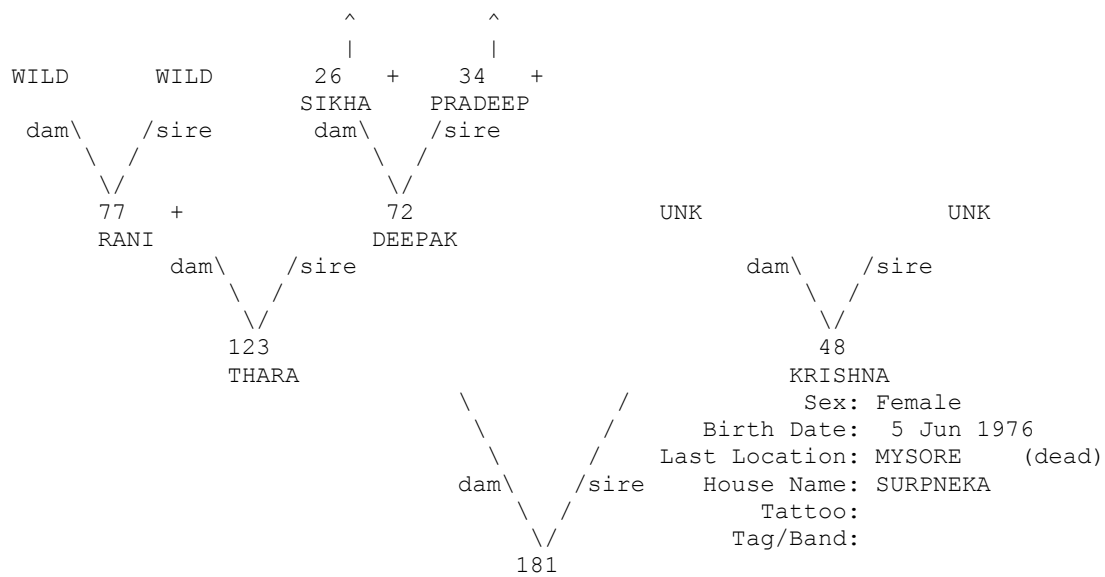 ^ ^
| |
WILD WILD 26 + 34 +
SIKHA PRADEEP
dam\ /sire dam\ /sire
\ / \ /
\/ \/
77 + 72 UNK UNK
RANI DEEPAK
dam\ /sire dam\ /sire
\ / \ /
\/ \/
123 48
THARA KRISHNA
\ / Sex: Female
\ / Birth Date: 5 Jun 1976
\ / Last Location: MYSORE (dead)
dam\ /sire House Name: SURPNEKA
\ / Tattoo:
\/ Tag/Band:
181